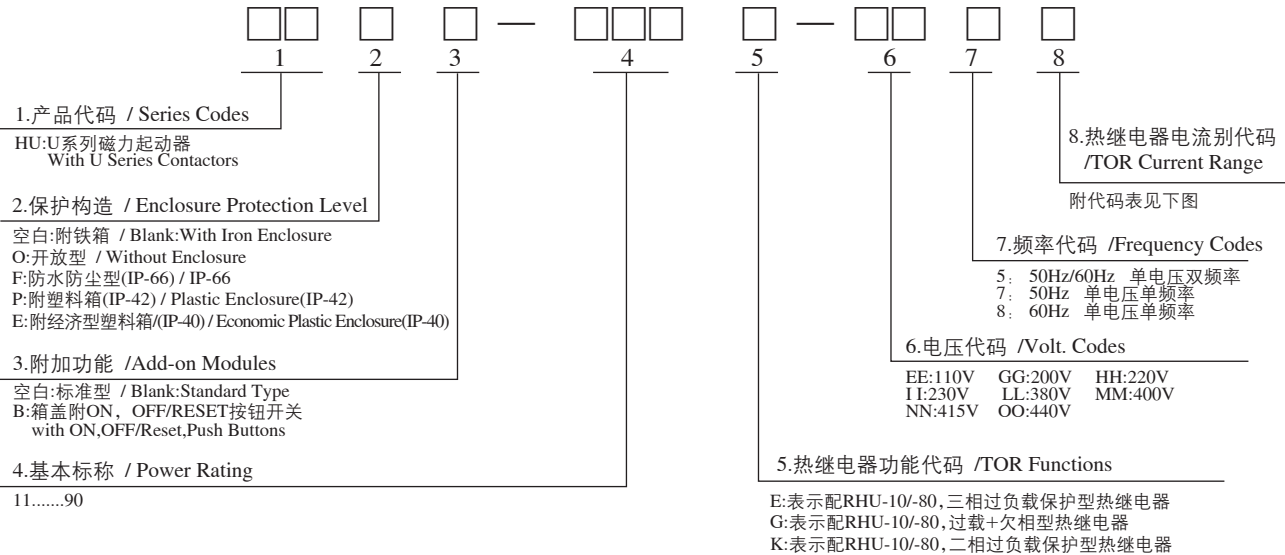 □□ □ □ — □□□ □ — □□ □ □
1 2 3 4 5 6 7 8
1.产品代码 / Series Codes
HU:U系列磁力起动器
With U Series Contactors
2.保护构造 / Enclosure Protection Level
空白:附铁箱 / Blank:With Iron Enclosure
O:开放型 / Without Enclosure
F:防水防尘型(IP-66) / IP-66
P:附塑料箱(IP-42) / Plastic Enclosure(IP-42)
E:附经济型塑料箱/(IP-40) / Economic Plastic Enclosure(IP-40)
3.附加功能 /Add-on Modules
空白:标准型 / Blank:Standard Type
B:箱盖附ON，OFF/RESET按钮开关
with ON,OFF/Reset,Push Buttons
4.基本标称 / Power Rating
11.......90
8.热继电器电流别代码
/TOR Current Range
附代码表见下图
7.频率代码 /Frequency Codes
5： 50Hz/60Hz 单电压双频率
7： 50Hz 单电压单频率
8： 60Hz 单电压单频率
6.电压代码 /Volt. Codes
EE:110V GG:200V HH:220V
I I:230V LL:380V MM:400V
NN:415V OO:440V
5.热继电器功能代码 /TOR Functions
E:表示配RHU-10/-80,三相过负载保护型热继电器
G:表示配RHU-10/-80,过载+欠相型热继电器
K:表示配RHU-10/-80,二相过负载保护型热继电器